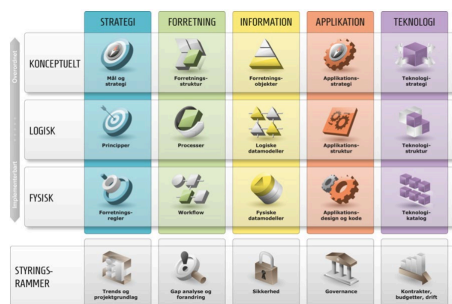 STRATEGI
FORRETNING
INFORMATION
APPLIKATION
TEKNOLOGI
Overordnet
KONCEPTUELT
Mål og
strategi
Forretnings-
struktur
Forretnings-
objekter
Applikations-
strategi
Teknologi-
strategi
LOGISK
Principper
Processer
Logiske
datamodeller
Applikations-
struktur
Teknologi-
struktur
FYSISK
Forretnings-
regler
Workflow
Fysiske
datamodeller
Applikations-
design og kode
Teknologi-
katalog
STYRINGS-
RAMMER
Trends og
projektgrundlag
Gap analyse og
forandring
Sikkerhed
Governance
Kontrakter,
budgetter, drift